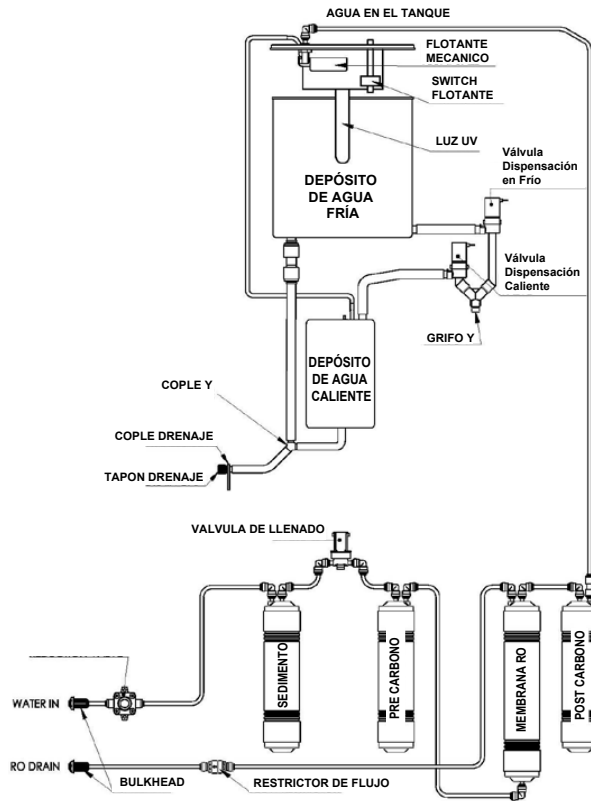 AGUA EN EL TANQUE
FLOTANTE
MECANICO
SWITCH
FLOTANTE
LUZ UV
DEPÓSITO
DE AGUA
FRÍA
Válvula
Dispensación
en Frío
Válvula
Dispensación
Caliente
GRIFO Y
DEPÓSITO
DE AGUA
CALIENTE
COPLE Y
COPLE DRENAJE
TAPON DRENAJE
VALVULA DE LLENADO
SEDIMENTO
PRE CARBONO
MEMBRANA RO
POST CARBONO
WATER IN
RO DRAIN
BULKHEAD
RESTRICTOR DE FLUJO